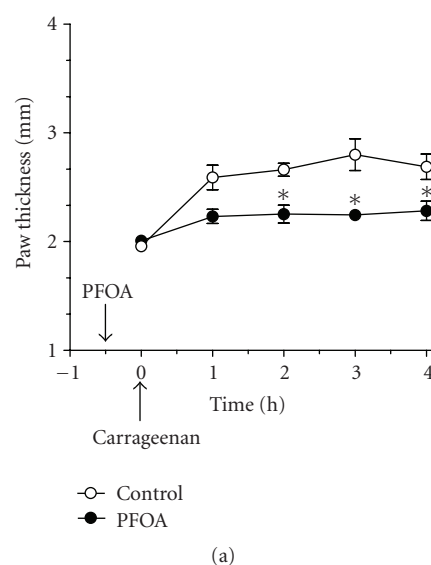 4
3
Paw thickness (mm)
∗
∗
∗
2
PFOA
1
−1 0 1 2 3 4
Time (h)
Carrageenan
Control
PFOA
(a)